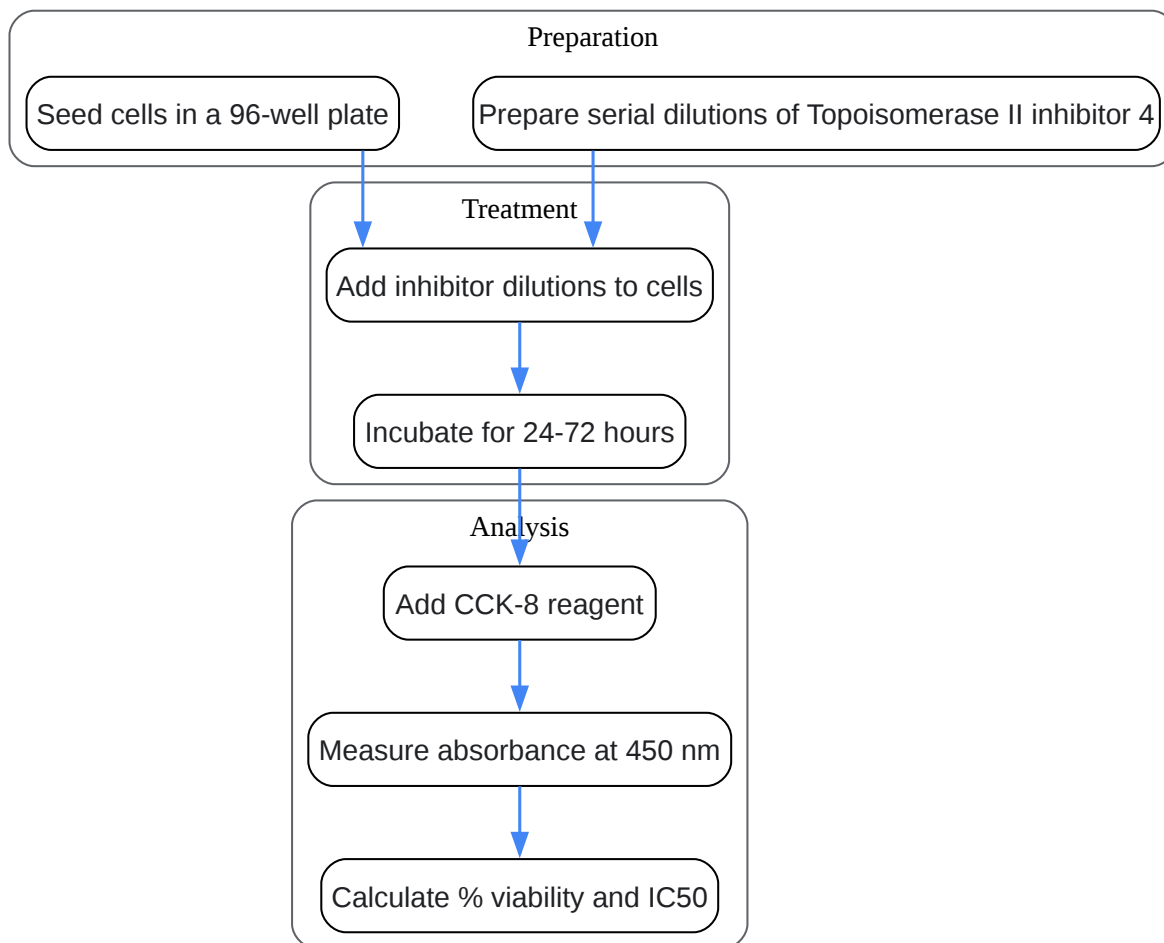 Preparation
Seed cells in a 96-well plate
Prepare serial dilutions of Topoisomerase II inhibitor 4
Treatment
Add inhibitor dilutions to cells
Incubate for 24-72 hours
Analysis
Add CCK-8 reagent
Measure absorbance at 450 nm
Calculate % viability and IC50